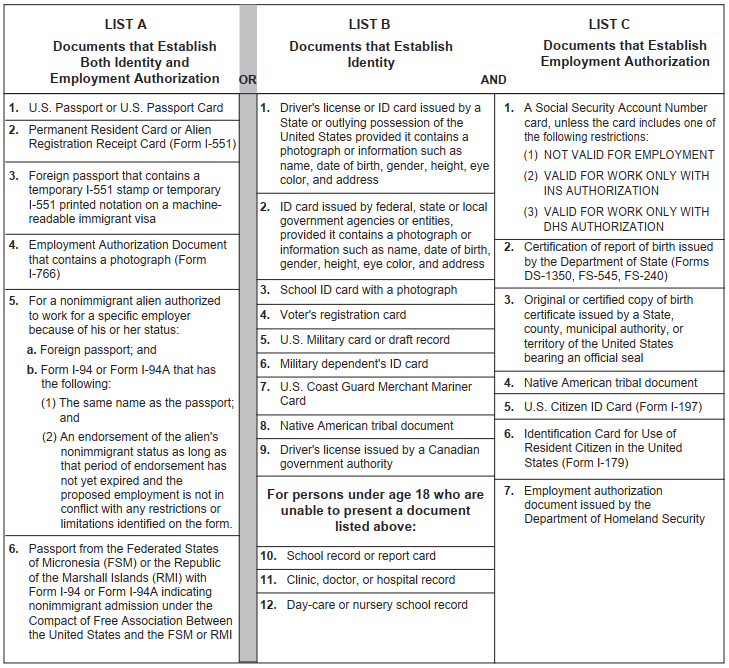 LIST A
Documents that Establish
Both Identity and
Employment Authorization
OR
LIST B
Documents that Establish
Identity
AND
LIST C
Documents that Establish
Employment Authorization
1. U.S. Passport or U.S. Passport Card
2. Permanent Resident Card or Alien
Registration Receipt Card (Form I-551)
3. Foreign passport that contains a
temporary I-551 stamp or temporary
I-551 printed notation on a machine-
readable immigrant visa
4. Employment Authorization Document
that contains a photograph (Form
I-766)
5. For a nonimmigrant alien authorized
to work for a specific employer
because of his or her status:
a. Foreign passport; and
b. Form I-94 or Form I-94A that has
the following:
(1) The same name as the passport;
and
(2) An endorsement of the alien's
nonimmigrant status as long as
that period of endorsement has
not yet expired and the
proposed employment is not in
conflict with any restrictions or
limitations identified on the form.
6. Passport from the Federated States
of Micronesia (FSM) or the Republic
of the Marshall Islands (RMI) with
Form I-94 or Form I-94A indicating
nonimmigrant admission under the
Compact of Free Association Between
the United States and the FSM or RMI
1. Driver's license or ID card issued by a
State or outlying possession of the
United States provided it contains a
photograph or information such as
name, date of birth, gender, height, eye
color, and address
2. ID card issued by federal, state or local
government agencies or entities,
provided it contains a photograph or
information such as name, date of birth,
gender, height, eye color, and address
3. School ID card with a photograph
4. Voter's registration card
5. U.S. Military card or draft record
6. Military dependent's ID card
7. U.S. Coast Guard Merchant Mariner
Card
8. Native American tribal document
9. Driver's license issued by a Canadian
government authority
For persons under age 18 who are
unable to present a document
listed above:
10. School record or report card
11. Clinic, doctor, or hospital record
12. Day-care or nursery school record
1. A Social Security Account Number
card, unless the card includes one of
the following restrictions:
(1) NOT VALID FOR EMPLOYMENT
(2) VALID FOR WORK ONLY WITH
INS AUTHORIZATION
(3) VALID FOR WORK ONLY WITH
DHS AUTHORIZATION
2. Certification of report of birth issued
by the Department of State (Forms
DS-1350, FS-545, FS-240)
3. Original or certified copy of birth
certificate issued by a State,
county, municipal authority, or
territory of the United States
bearing an official seal
4. Native American tribal document
5. U.S. Citizen ID Card (Form I-197)
6. Identification Card for Use of
Resident Citizen in the United
States (Form I-179)
7. Employment authorization
document issued by the
Department of Homeland Security